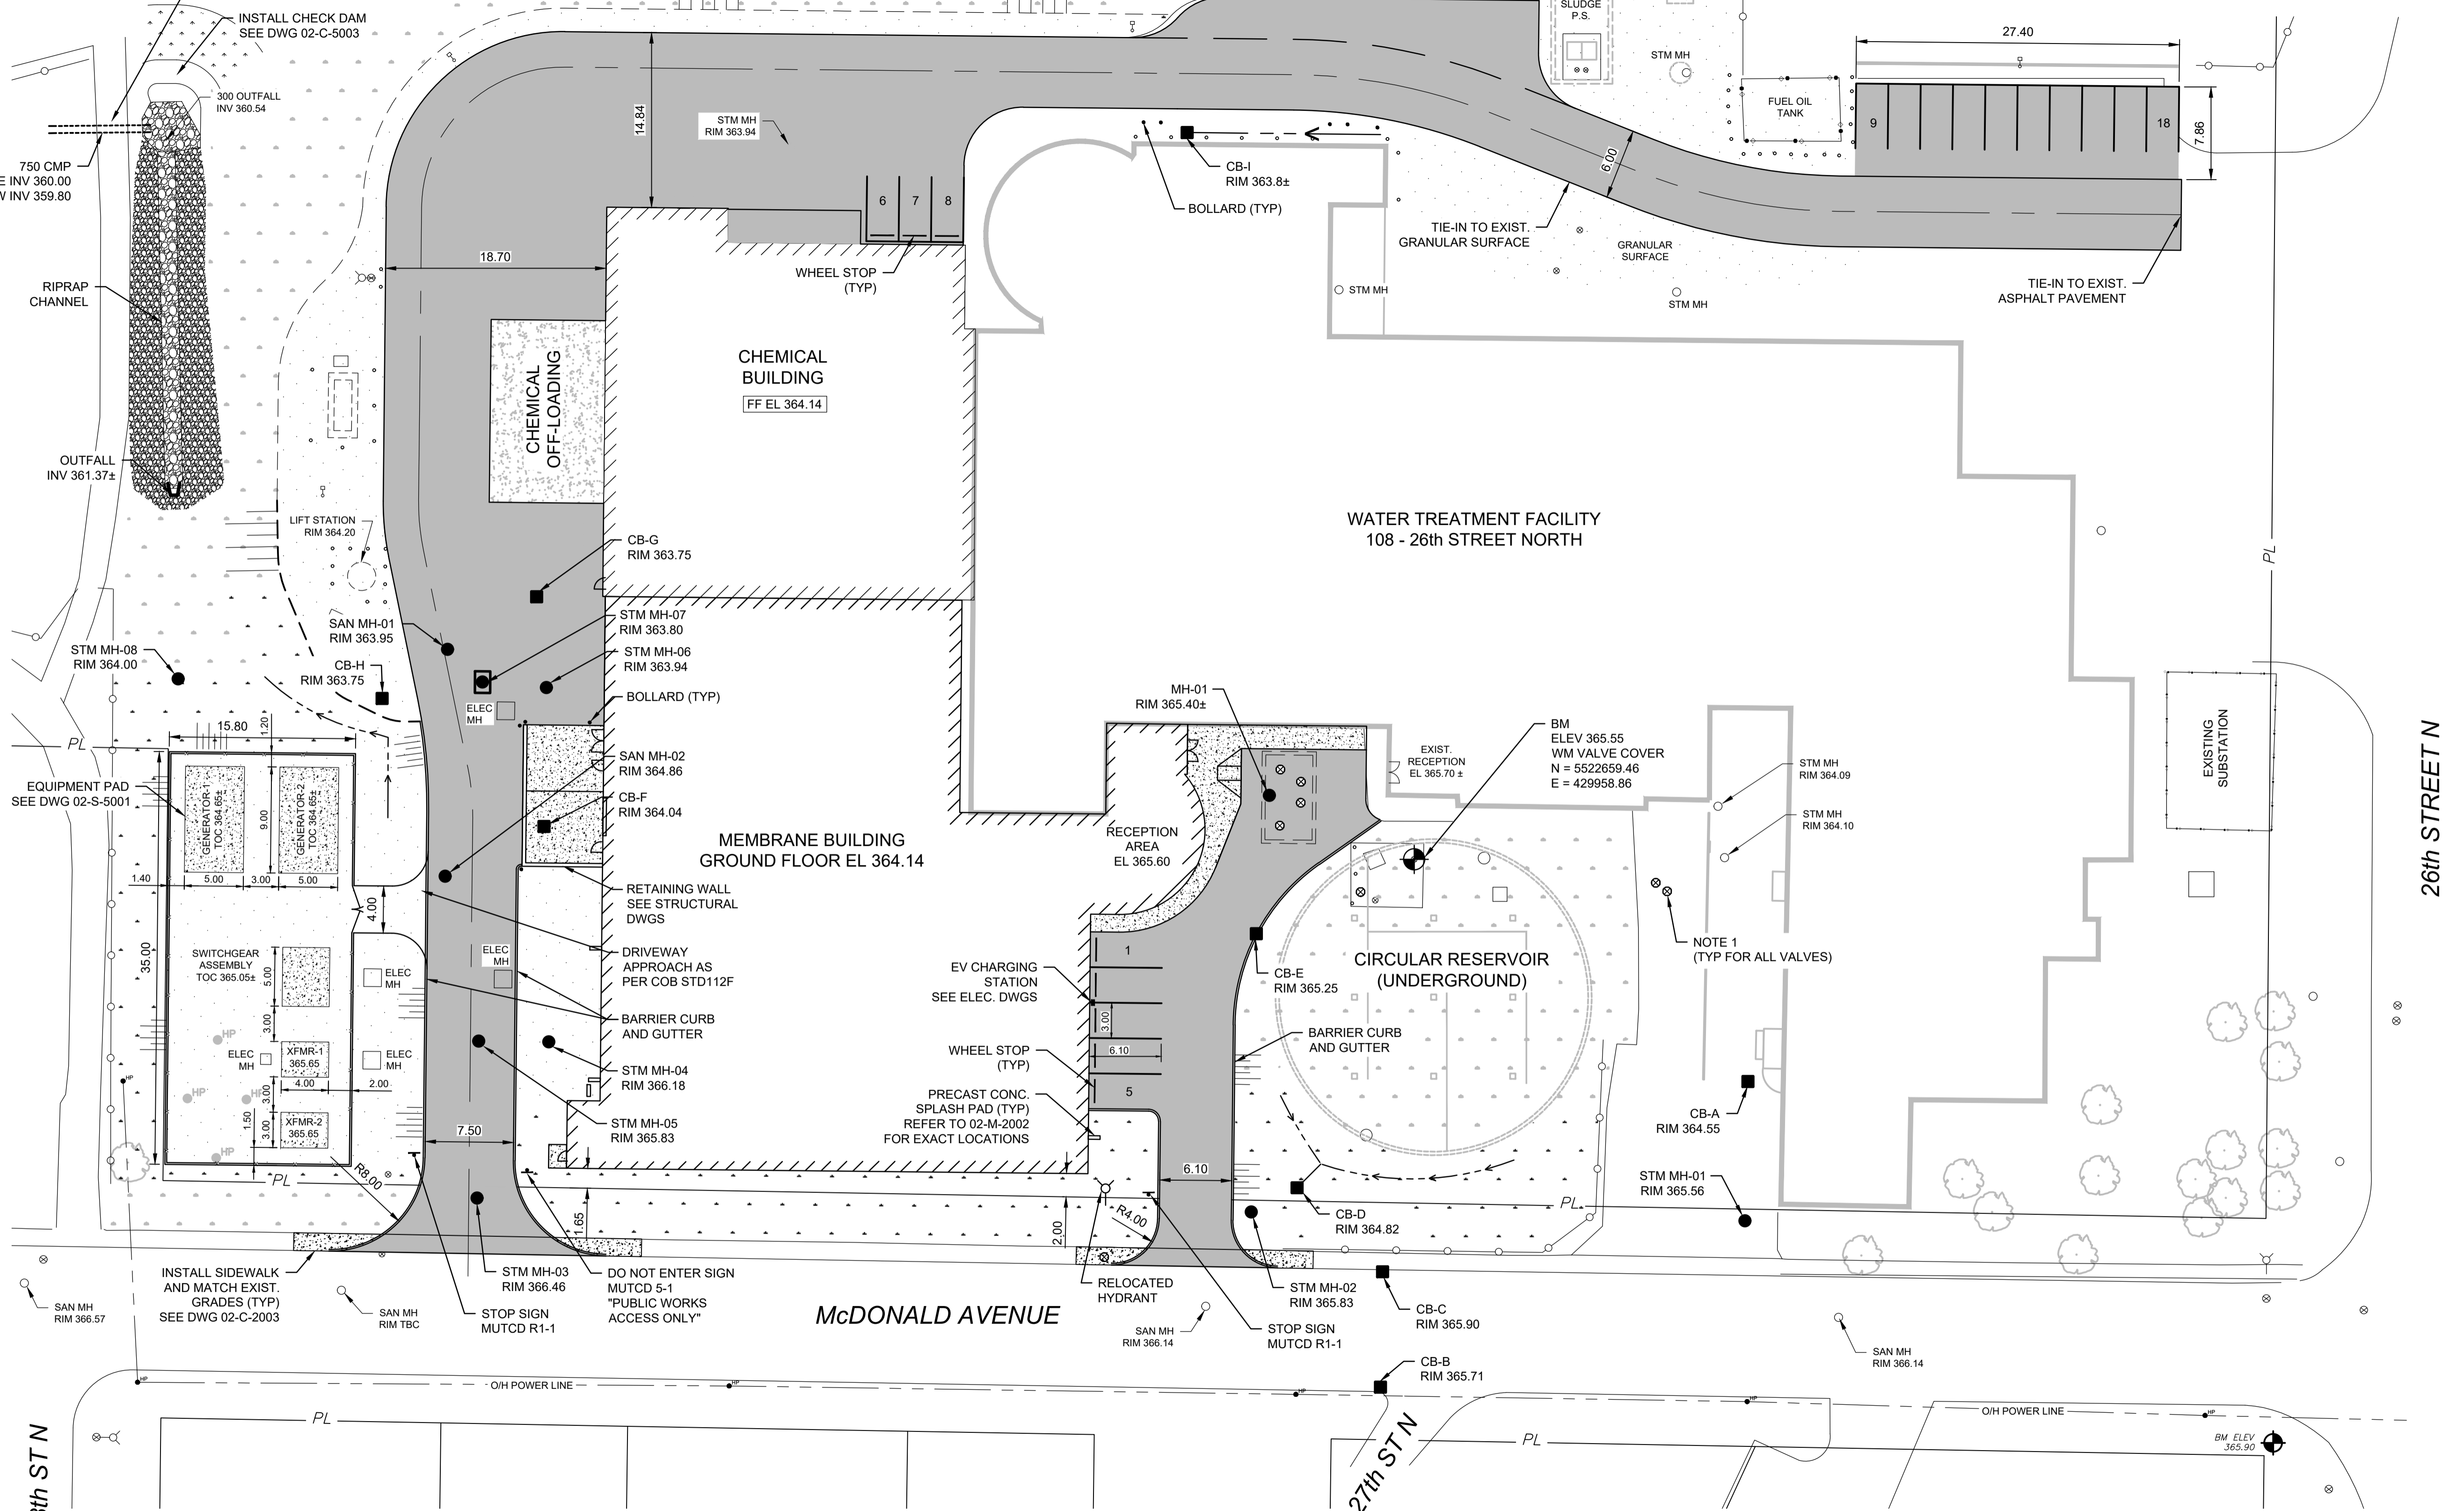 INSTALL CHECK DAM
SEE DWG 02-C-5003
300 OUTFALL
INV 360.54
750 CMP
E INV 360.00
W INV 359.80
RIPRAP
CHANNEL
OUTFALL
INV 361.37±
14.84
STM MH
RIM 363.94
18.70
6
7
8
WHEEL STOP
(TYP)
CB-I
RIM 363.8±
BOLLARD (TYP)
SLUDGE
P.S.
STM MH
FUEL OIL
TANK
27.40
9
18
7.86
6.00
TIE-IN TO EXIST.
GRANULAR SURFACE
GRANULAR
SURFACE
TIE-IN TO EXIST.
ASPHALT PAVEMENT
STM MH
STM MH
CHEMICAL
BUILDING
FF EL 364.14
CHEMICAL
OFF-LOADING
WATER TREATMENT FACILITY
108 - 26th STREET NORTH
PL
LIFT STATION
RIM 364.20
CB-G
RIM 363.75
SAN MH-01
RIM 363.95
STM MH-07
RIM 363.80
STM MH-06
RIM 363.94
STM MH-08
RIM 364.00
CB-H
RIM 363.75
BOLLARD (TYP)
ELEC
MH
SAN MH-02
RIM 364.86
CB-F
RIM 364.04
MEMBRANE BUILDING
GROUND FLOOR EL 364.14
RETAINING WALL
SEE STRUCTURAL
DWGS
DRIVEWAY
APPROACH AS
PER COB STD112F
BARRIER CURB
AND GUTTER
STM MH-04
RIM 366.18
STM MH-05
RIM 365.83
PL
15.80
1.20
EQUIPMENT PAD
SEE DWG 02-S-5001
GENERATOR-1
TOC 364.65±
9.00
GENERATOR-2
TOC 364.65±
1.40
5.00
3.00
5.00
4.00
35.00
SWITCHGEAR
ASSEMBLY
TOC 365.05±
5.00
ELEC
MH
ELEC
MH
3.00
HP
ELEC
MH
XFMR-1
365.65
ELEC
MH
4.00
2.00
HP
HP
3.00
1.50
3.00
XFMR-2
365.65
HP
HP
7.50
R8.00
PL
MH-01
RIM 365.40±
RECEPTION
AREA
EL 365.60
EXIST.
RECEPTION
EL 365.70 ±
BM
ELEV 365.55
WM VALVE COVER
N = 5522659.46
E = 429958.86
STM MH
RIM 364.09
STM MH
RIM 364.10
NOTE 1
(TYP FOR ALL VALVES)
EXISTING
SUBSTATION
26th STREET N
1
EV CHARGING
STATION
SEE ELEC. DWGS
3.00
6.10
WHEEL STOP
(TYP)
5
PRECAST CONC.
SPLASH PAD (TYP)
REFER TO 02-M-2002
FOR EXACT LOCATIONS
CB-E
RIM 365.25
CIRCULAR RESERVOIR
(UNDERGROUND)
BARRIER CURB
AND GUTTER
CB-A
RIM 364.55
6.10
STM MH-01
RIM 365.56
PL
CB-D
RIM 364.82
1.65
2.00
R4.00
INSTALL SIDEWALK
AND MATCH EXIST.
GRADES (TYP)
SEE DWG 02-C-2003
SAN MH
RIM 366.57
SAN MH
RIM TBC
STOP SIGN
MUTCD R1-1
STM MH-03
RIM 366.46
DO NOT ENTER SIGN
MUTCD 5-1
"PUBLIC WORKS
ACCESS ONLY"
McDONALD AVENUE
RELOCATED
HYDRANT
SAN MH
RIM 366.14
STM MH-02
RIM 365.83
STOP SIGN
MUTCD R1-1
CB-C
RIM 365.90
CB-B
RIM 365.71
SAN MH
RIM 366.14
HP
O/H POWER LINE
HP
HP
HP
O/H POWER LINE
HP
PL
PL
27th ST N
8th ST N
BM ELEV
365.90